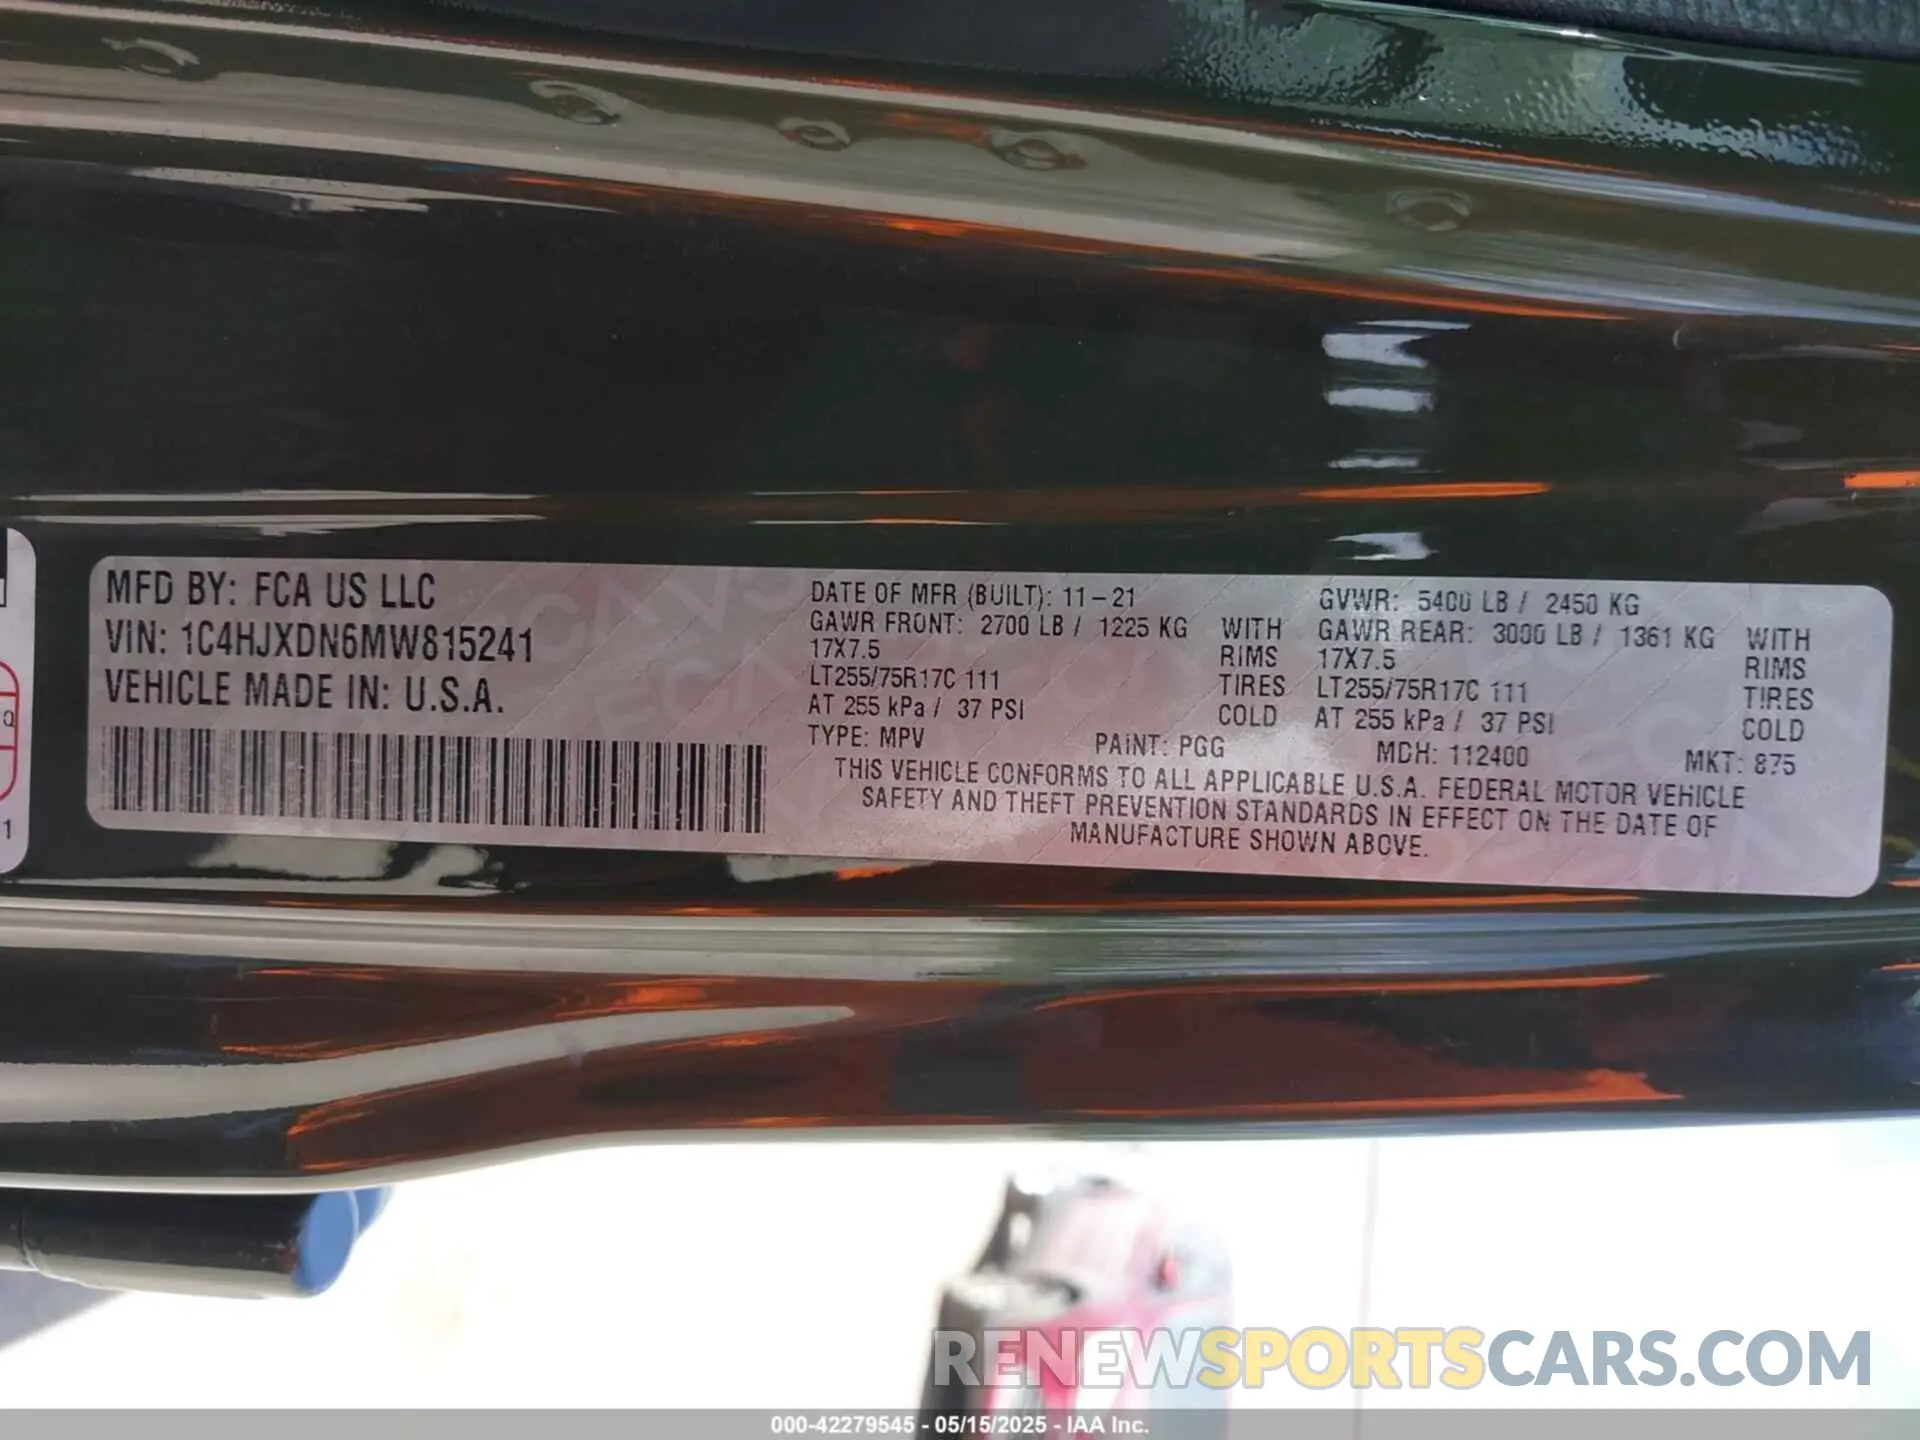 MFD BY: FCA US LLC
VIN: 1C4HJXDN6MW815241
VEHICLE MADE IN: U.S.A.
DATE OF MFR (BUILT): 11-21
GAWR FRONT: 2700 LB / 1225 KG WITH
17X7.5 RIMS
LT255/75R17C 111 TIRES
AT 255 kPa / 37 PSI COLD
GVWR: 5400 LB / 2450 KG
GAWR REAR: 3000 LB / 1361 KG WITH
17X7.5 RIMS
LT255/75R17C 111 TIRES
AT 255 kPa / 37 PSI COLD
TYPE: MPV PAINT: PGG MDH: 112400 MKT: 875
THIS VEHICLE CONFORMS TO ALL APPLICABLE U.S.A. FEDERAL MOTOR VEHICLE
SAFETY AND THEFT PREVENTION STANDARDS IN EFFECT ON THE DATE OF
MANUFACTURE SHOWN ABOVE.
1
RENEWSPORTSCARS.COM
000-42279545 - 05/15/2025 - IAA Inc.